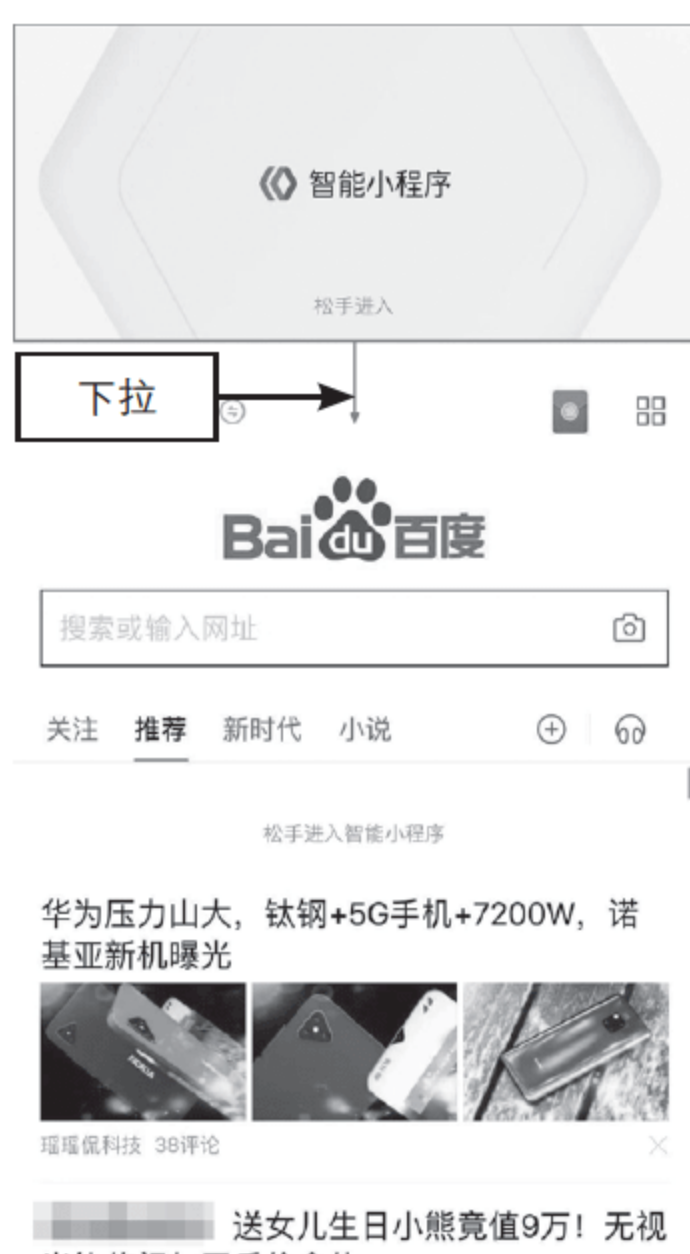 智能小程序
松手进入
下拉
Bai du 百度
搜索或输入网址
关注 推荐 新时代 小说
松手进入智能小程序
华为压力山大，钛钢+5G手机+7200W，诺
基亚新机曝光
NOKIA
瑶瑶侃科技 38评论
送女儿生日小熊竟值9万！无视